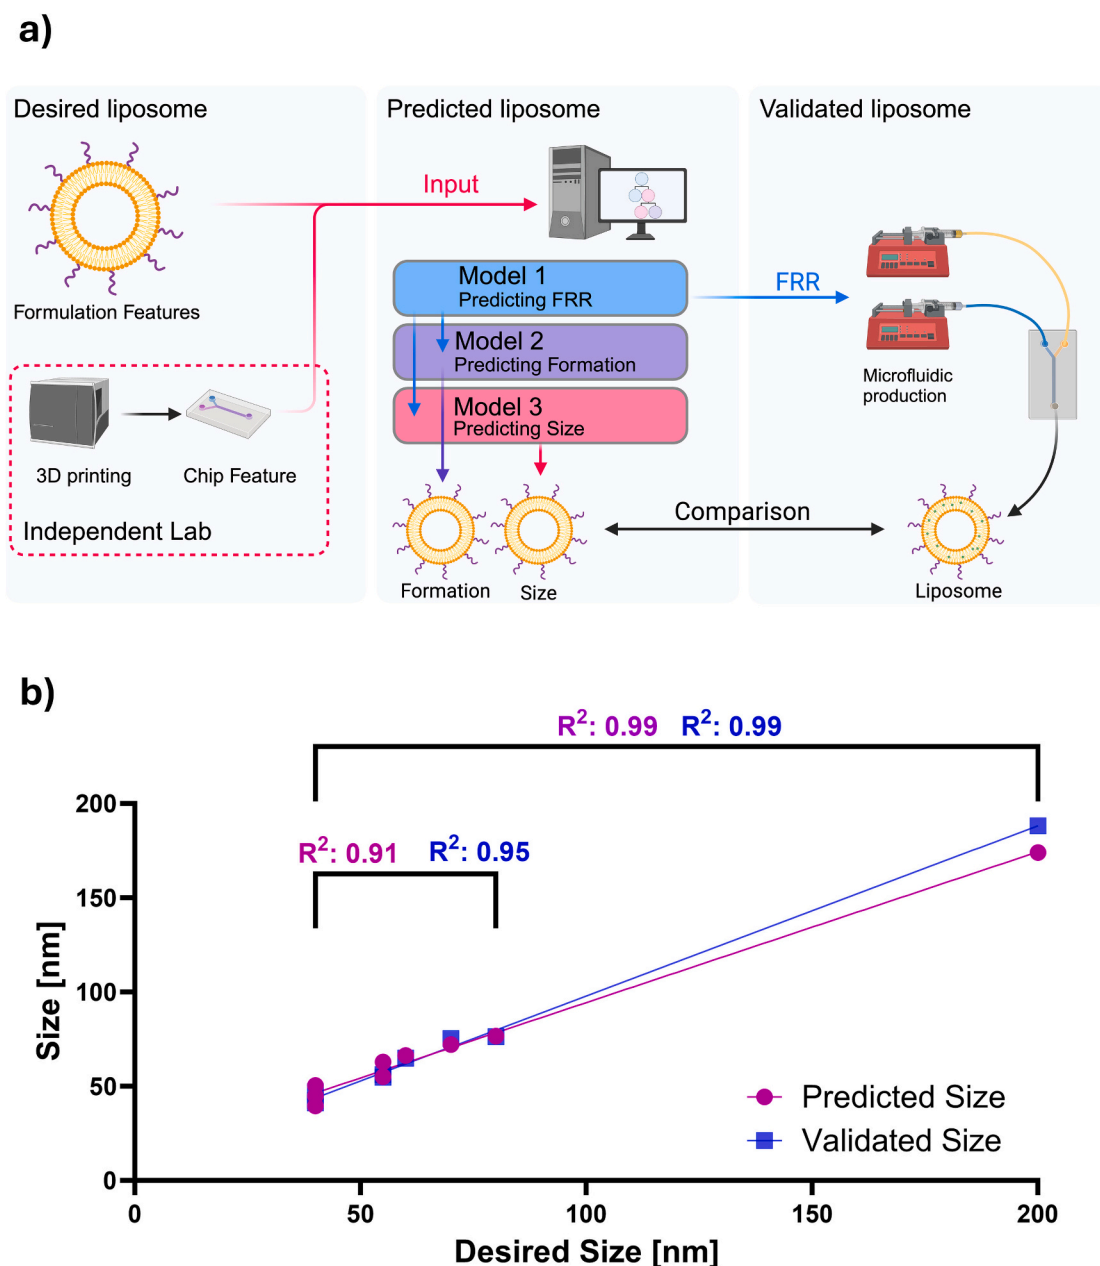 a)
Desired liposome
Predicted liposome
Validated liposome
Input
Formulation Features
Model 1
Predicting FRR
FRR
Model 2
Predicting Formation
Model 3
Predicting Size
Microfluidic
production
3D printing
Chip Feature
Independent Lab
Comparison
Formation
Size
Liposome
b)
R²: 0.99 R²: 0.99
R²: 0.91 R²: 0.95
200
150
100
50
0
Size [nm]
Predicted Size
Validated Size
0 50 100 150 200
Desired Size [nm]